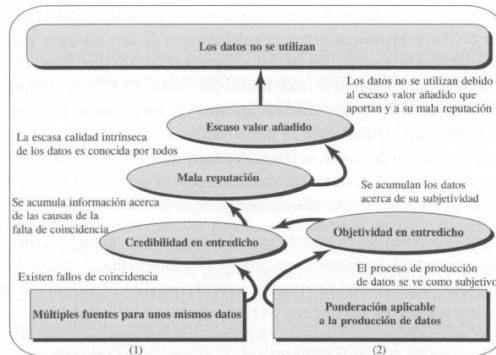 Los datos no se utilizan
Los datos no se utilizan debido
al escaso valor añadido que
aportan y a su mala reputación
Escaso valor añadido
La escasa calidad intrínseca
de los datos es conocida por todos
Mala reputación
Se acumulan los datos
acerca de su subjetividad
Se acumula información acerca
de las causas de la
falta de coincidencia
Credibilidad en entredicho
Objetividad en entredicho
Existen fallos de coincidencia
El proceso de producción
de datos se ve como subjetivo
Múltiples fuentes para unos mismos datos
Ponderación aplicable
a la producción de datos
(1)
(2)